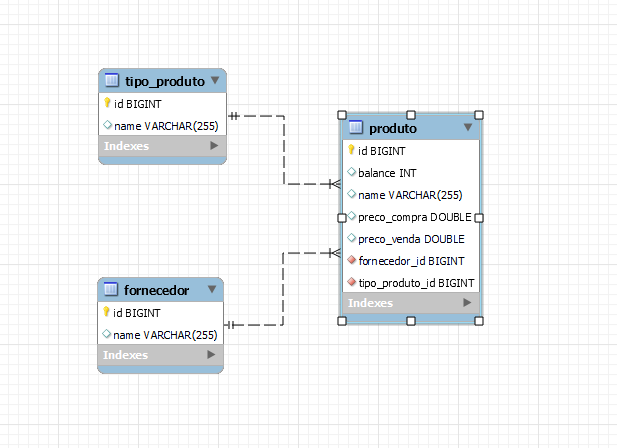 tipo_produto
id BIGINT
name VARCHAR(255)
Indexes
produto
id BIGINT
balance INT
name VARCHAR(255)
preco_compra DOUBLE
preco_venda DOUBLE
fornecedor_id BIGINT
tipo_produto_id BIGINT
Indexes
fornecedor
id BIGINT
name VARCHAR(255)
Indexes